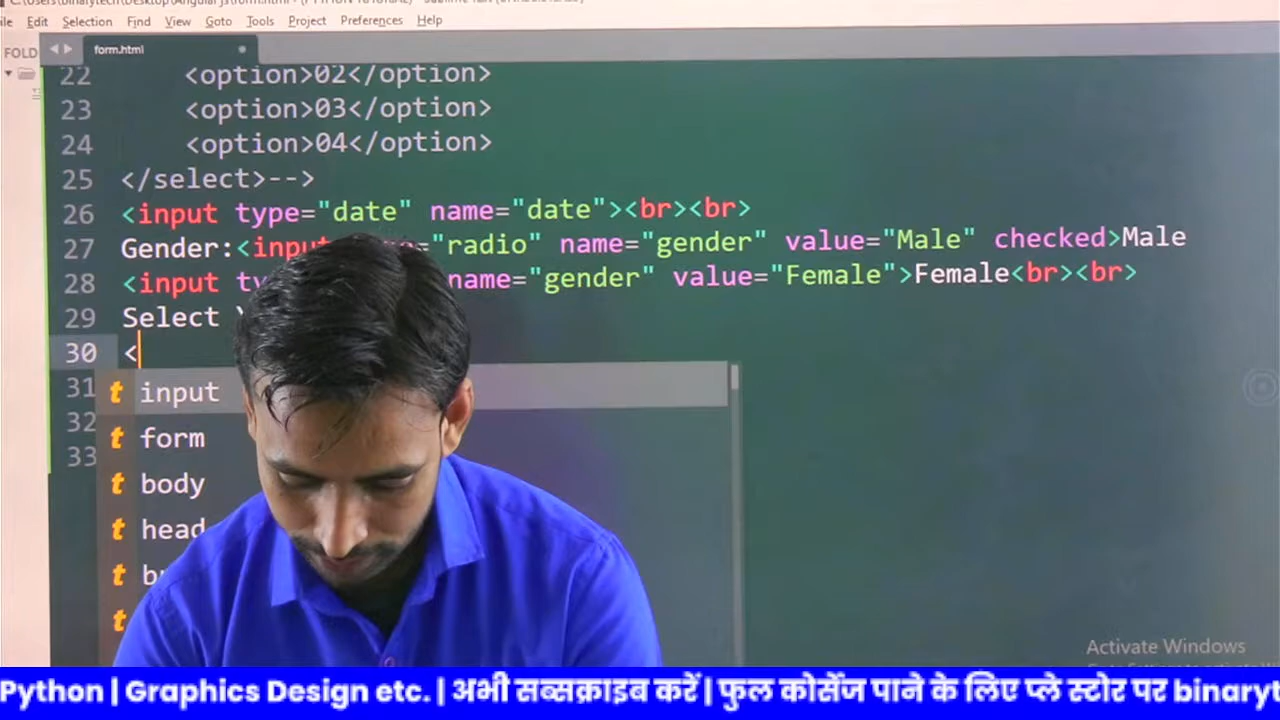 File Edit Selection Find View Goto Tools Project Preferences Help
FOLD
form.html
22 <option>02</option>
23 <option>03</option>
24 <option>04</option>
25 </select>-->
26 <input type="date" name="date"><br><br>
27 Gender:<input ="radio" name="gender" value="Male" checked>Male
28 <input name="gender" value="Female">Female<br><br>
29 Select
30 <
31 t input
32 t form
33 t body
t head
t
t
Activate Windows
Python | Graphics Design etc. | अभी सब्सक्राइब करें | फुल कोर्सेज पाने के लिए प्ले स्टोर पर binaryt